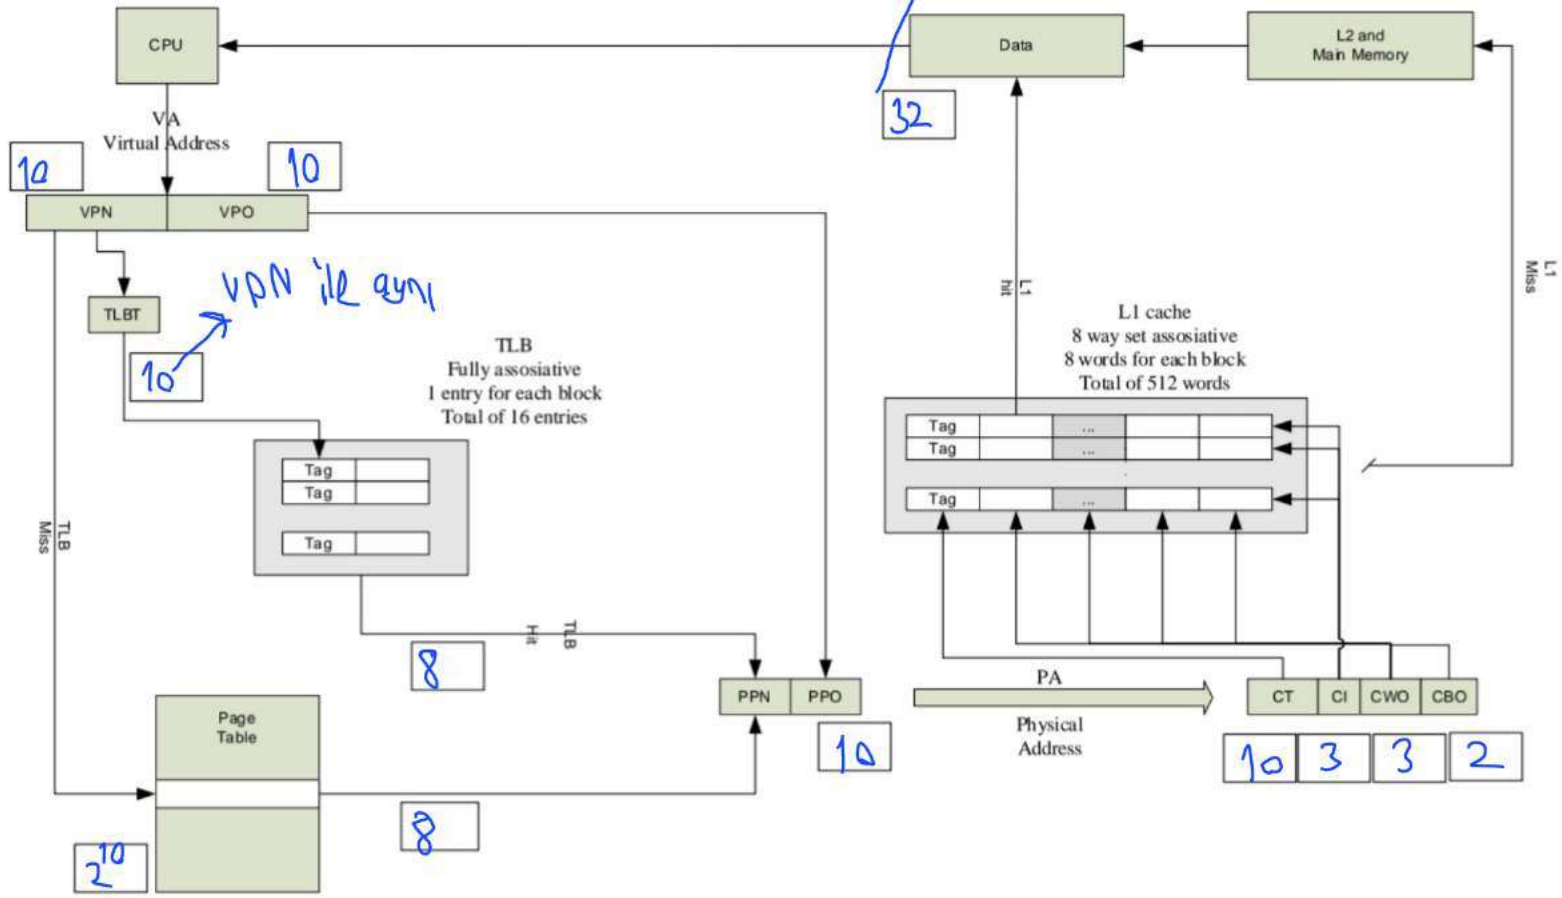 CPU
Data
L2 and
Main Memory
32
VA
Virtual Address
10
10
VPN
VPO
VPN ile aynı
TLBT
10
L1
hit
L1
Miss
L1 cache
8 way set assosiative
8 words for each block
Total of 512 words
TLB
Fully assosiative
1 entry for each block
Total of 16 entries
Tag
...
Tag
...
Tag
...
Tag
Tag
Tag
TLB
Miss
TLB
Hit
8
PPN
PPO
10
PA
Physical
Address
CT
CI
CWO
CBO
10
3
3
2
Page
Table
8
2^10